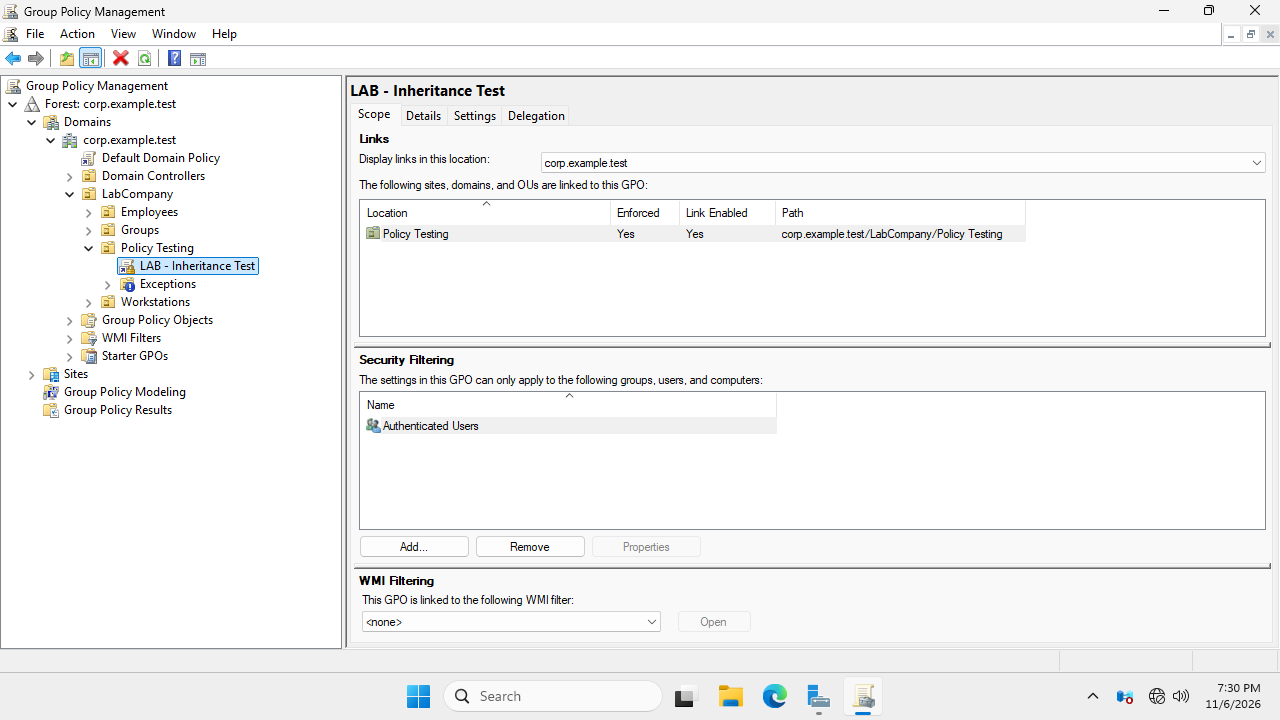 Group Policy Management
File Action View Window Help
Group Policy Management
Forest: corp.example.test
Domains
corp.example.test
Default Domain Policy
Domain Controllers
LabCompany
Employees
Groups
Policy Testing
LAB - Inheritance Test
Exceptions
Workstations
Group Policy Objects
WMI Filters
Starter GPOs
Sites
Group Policy Modeling
Group Policy Results
LAB - Inheritance Test
Scope Details Settings Delegation
Links
Display links in this location: corp.example.test
The following sites, domains, and OUs are linked to this GPO:
Location Enforced Link Enabled Path
Policy Testing Yes Yes corp.example.test/LabCompany/Policy Testing
Security Filtering
The settings in this GPO can only apply to the following groups, users, and computers:
Name
Authenticated Users
Add... Remove Properties
WMI Filtering
This GPO is linked to the following WMI filter:
<none> Open
Search
7:30 PM
11/6/2026